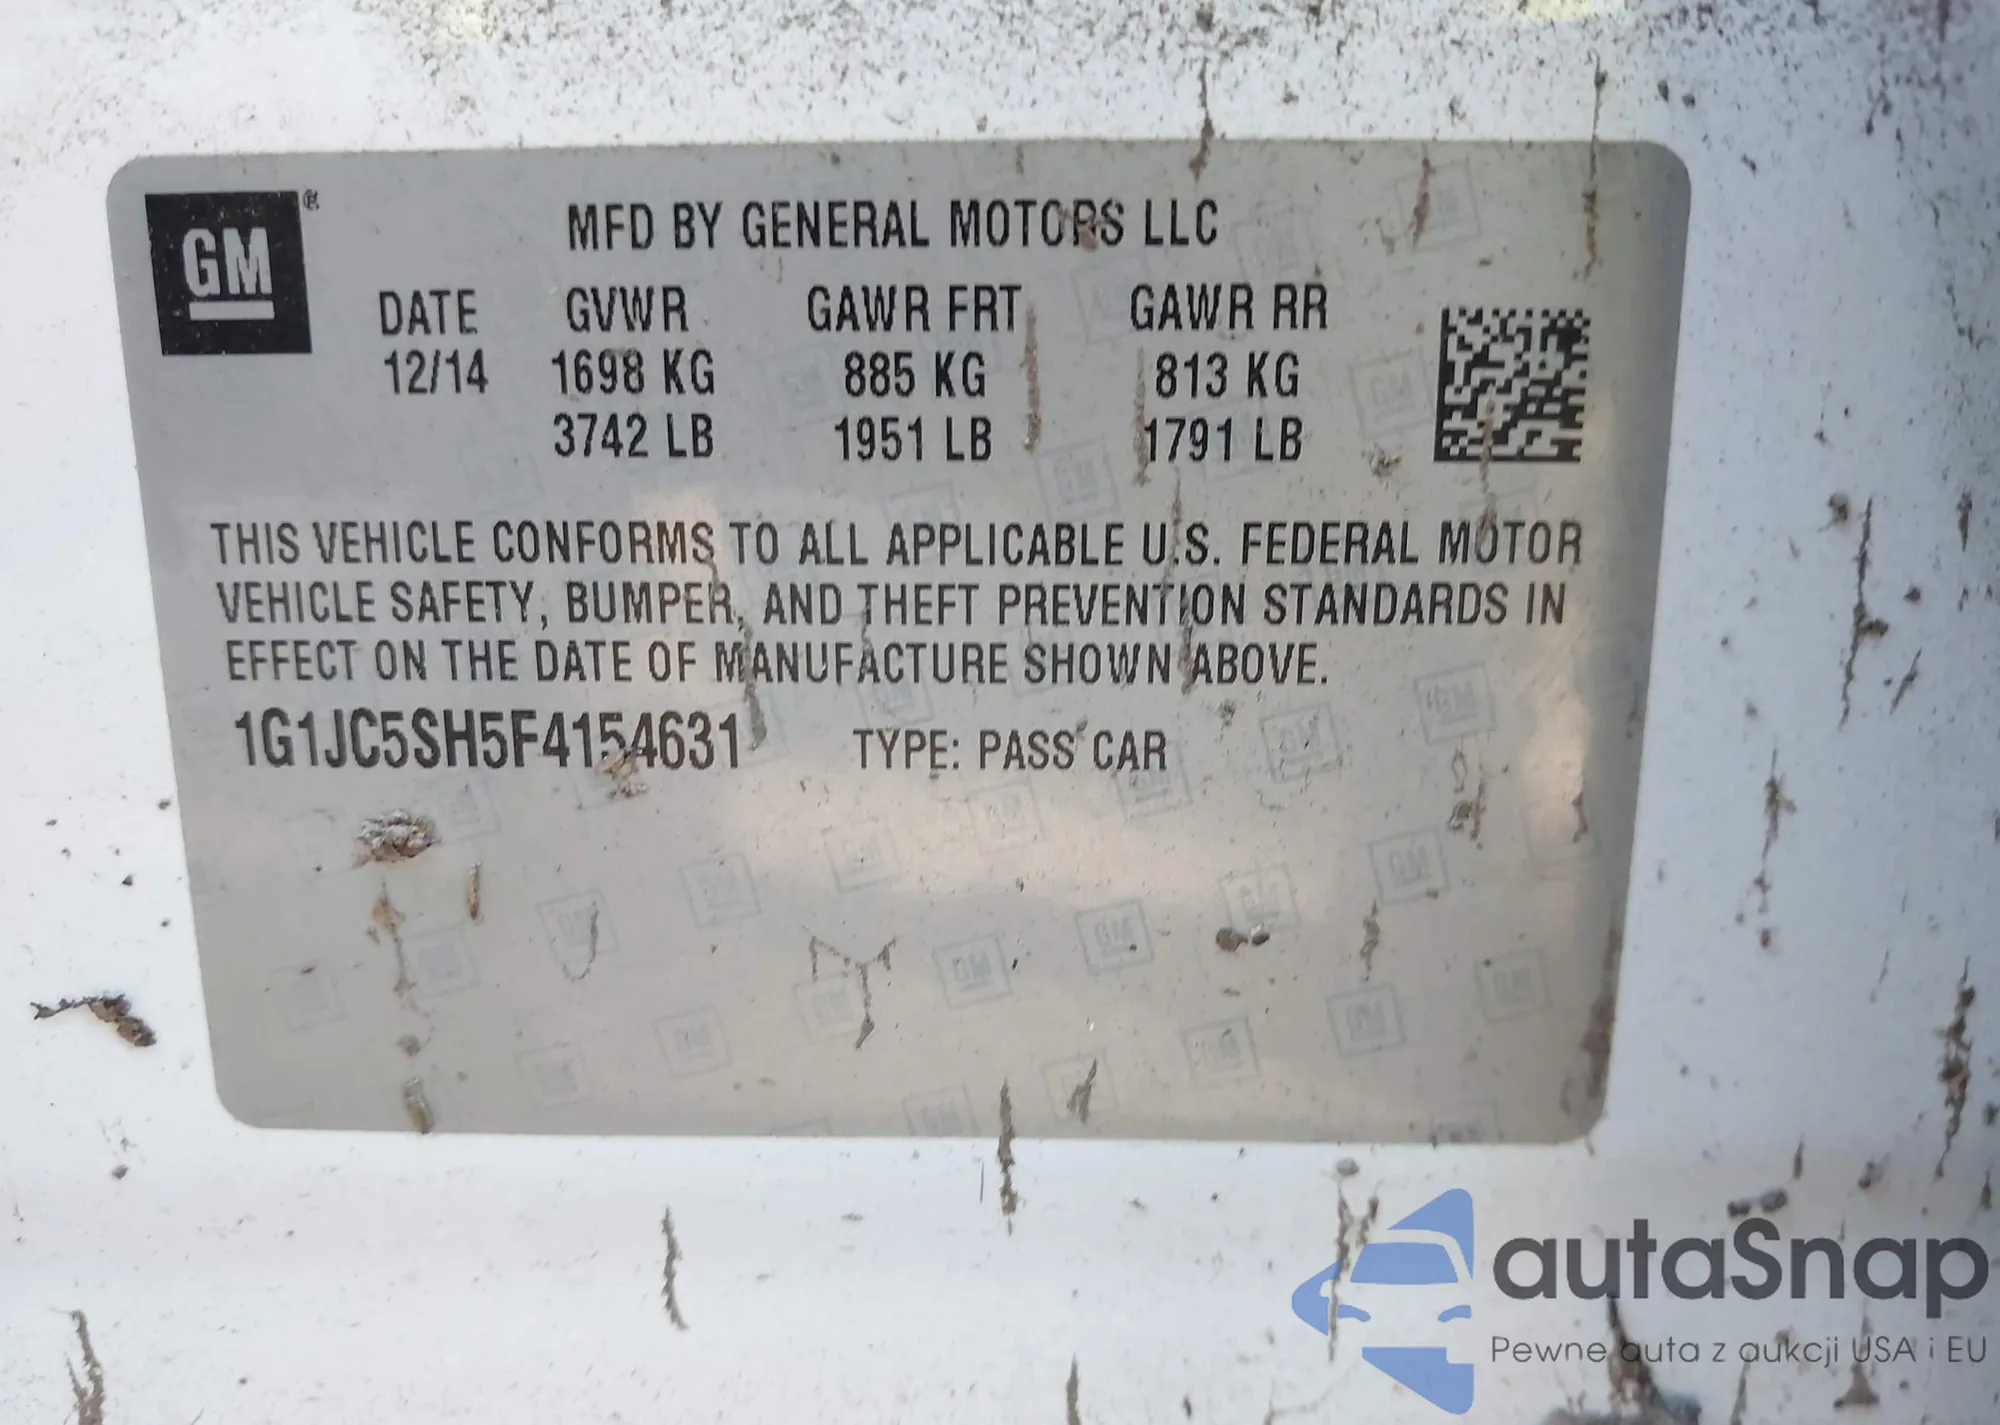 GM®
MFD BY GENERAL MOTORS LLC
DATE GVWR GAWR FRT GAWR RR
12/14 1698 KG 885 KG 813 KG
3742 LB 1951 LB 1791 LB
THIS VEHICLE CONFORMS TO ALL APPLICABLE U.S. FEDERAL MOTOR
VEHICLE SAFETY, BUMPER, AND THEFT PREVENTION STANDARDS IN
EFFECT ON THE DATE OF MANUFACTURE SHOWN ABOVE.
1G1JC5SH5F4154631 TYPE: PASS CAR
autaSnap
Pewne auta z aukcji USA i EU